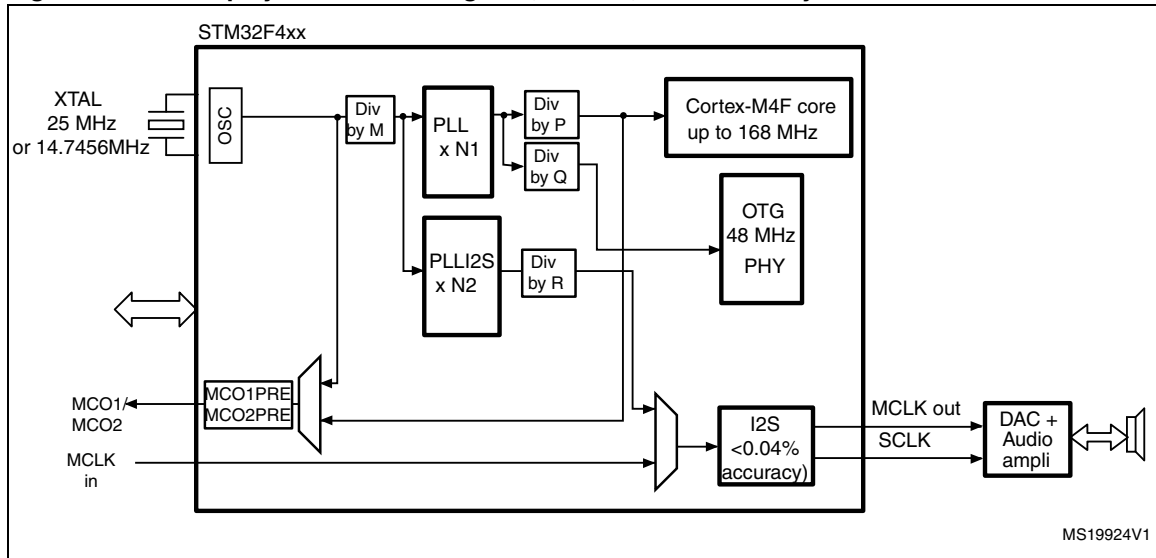 STM32F4xx
XTAL
25 MHz
or 14.7456MHz
OSC
Div
by M
PLL
x N1
Div
by P
Div
by Q
Cortex-M4F core
up to 168 MHz
OTG
48 MHz
PHY
PLLI2S
x N2
Div
by R
MCO1PRE
MCO2PRE
MCO1/
MCO2
MCLK
in
I2S
<0.04%
accuracy)
MCLK out
SCLK
DAC +
Audio
ampli
MS19924V1